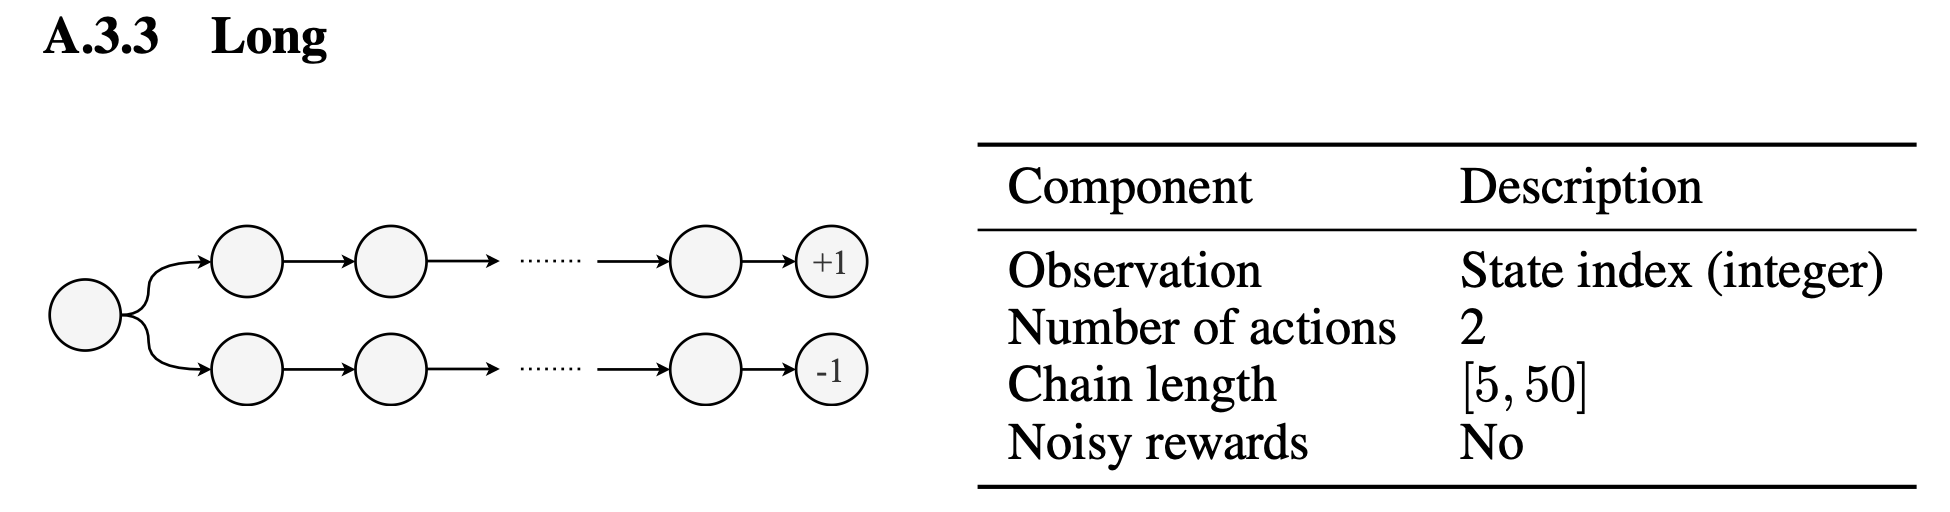 A.3.3 Long
+1
-1
Component Description
Observation State index (integer)
Number of actions 2
Chain length [5, 50]
Noisy rewards No